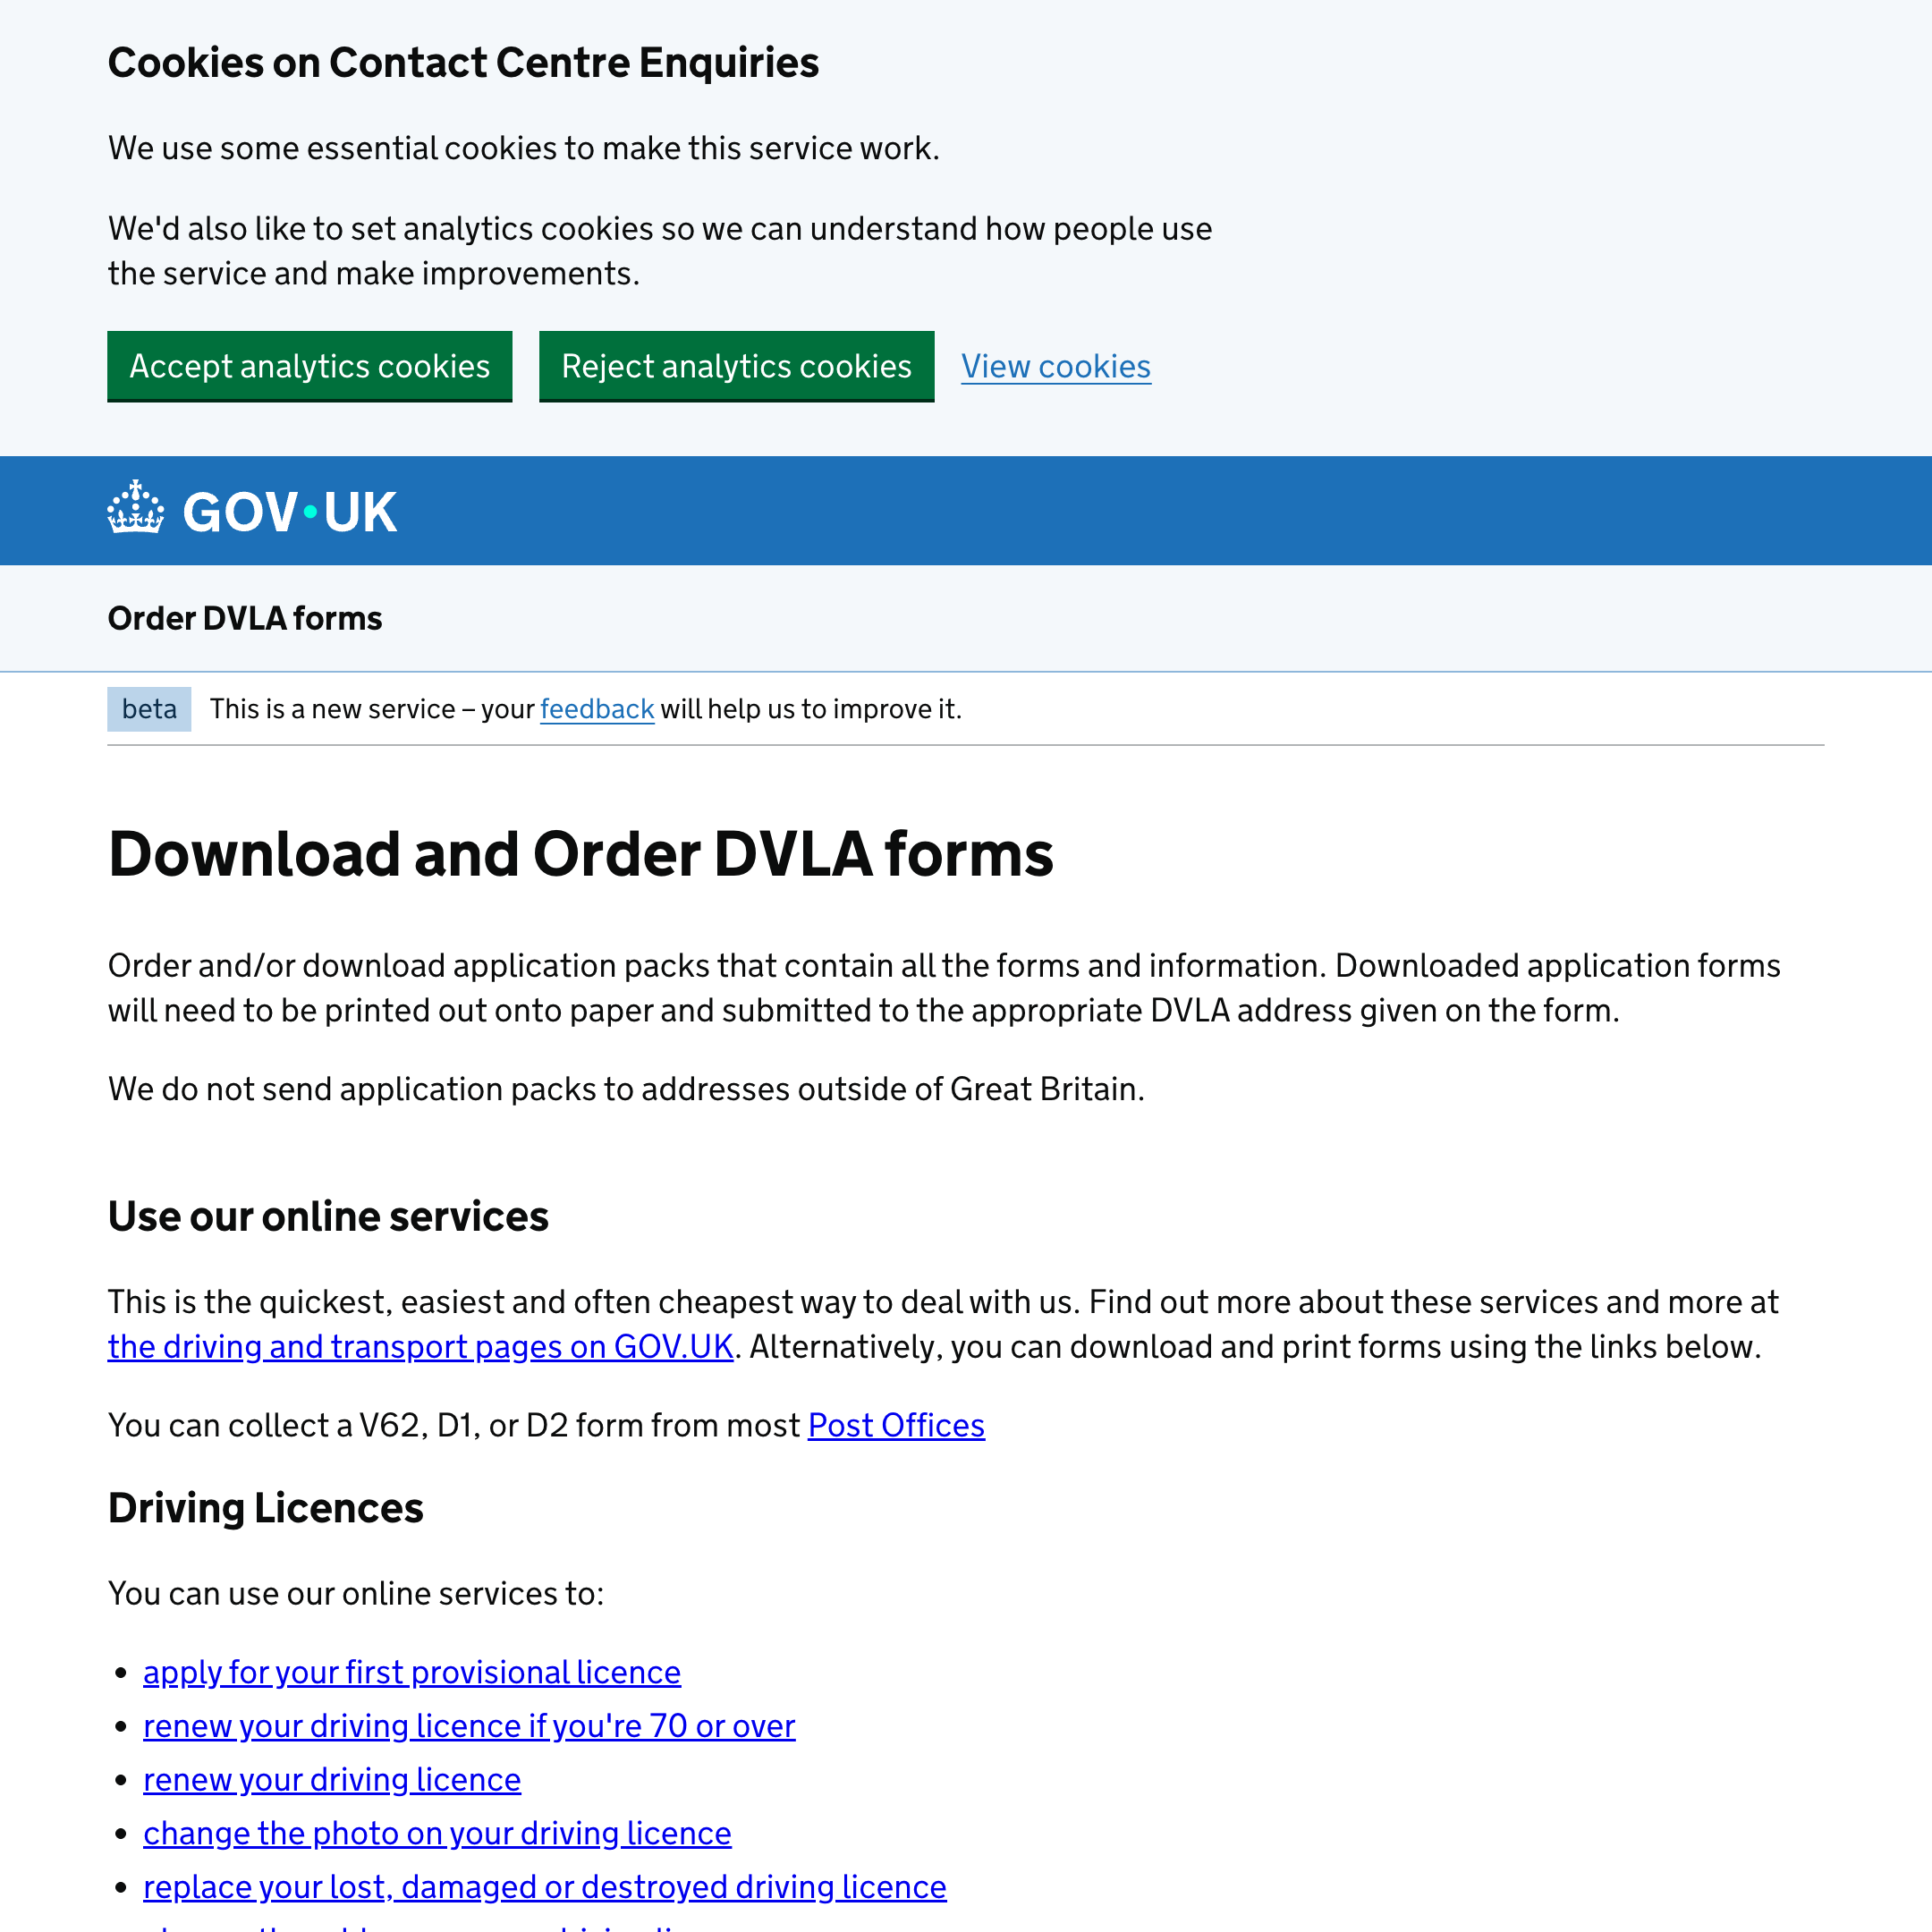 Cookies on Contact Centre Enquiries
We use some essential cookies to make this service work.
We'd also like to set analytics cookies so we can understand how people use
the service and make improvements.
Accept analytics cookies Reject analytics cookies View cookies
GOV·UK
Order DVLA forms
beta This is a new service – your feedback will help us to improve it.
Download and Order DVLA forms
Order and/or download application packs that contain all the forms and information. Downloaded application forms
will need to be printed out onto paper and submitted to the appropriate DVLA address given on the form.
We do not send application packs to addresses outside of Great Britain.
Use our online services
This is the quickest, easiest and often cheapest way to deal with us. Find out more about these services and more at
the driving and transport pages on GOV.UK. Alternatively, you can download and print forms using the links below.
You can collect a V62, D1, or D2 form from most Post Offices
Driving Licences
You can use our online services to:
• apply for your first provisional licence
• renew your driving licence if you're 70 or over
• renew your driving licence
• change the photo on your driving licence
• replace your lost, damaged or destroyed driving licence